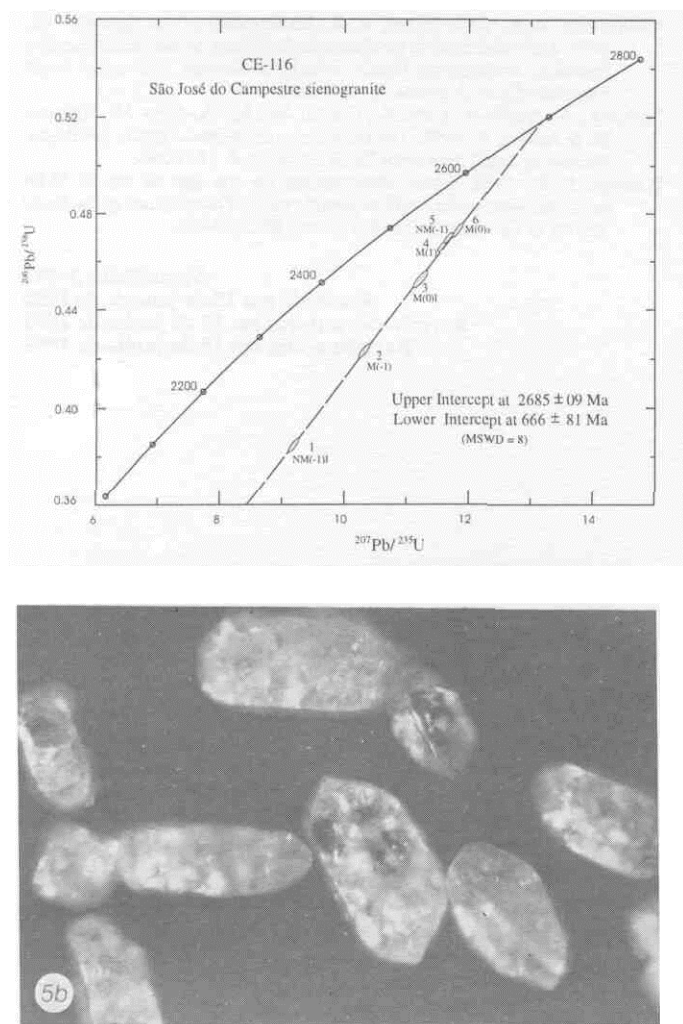 0.56
CE-116
São José do Campestre sienogranite
2800
0.52
2600
0.48
5
NM(-1)
6
M(0)s
4
M(1)
2400
3
M(0)l
0.44
2
M(-1)
2200
Upper Intercept at 2685 ± 09 Ma
Lower Intercept at 666 ± 81 Ma
(MSWD = 8)
0.40
1
NM(-1)l
0.36
6 8 10 12 14
²⁰⁶Pb/²³⁸U
²⁰⁷Pb/ ²³⁵U
5b